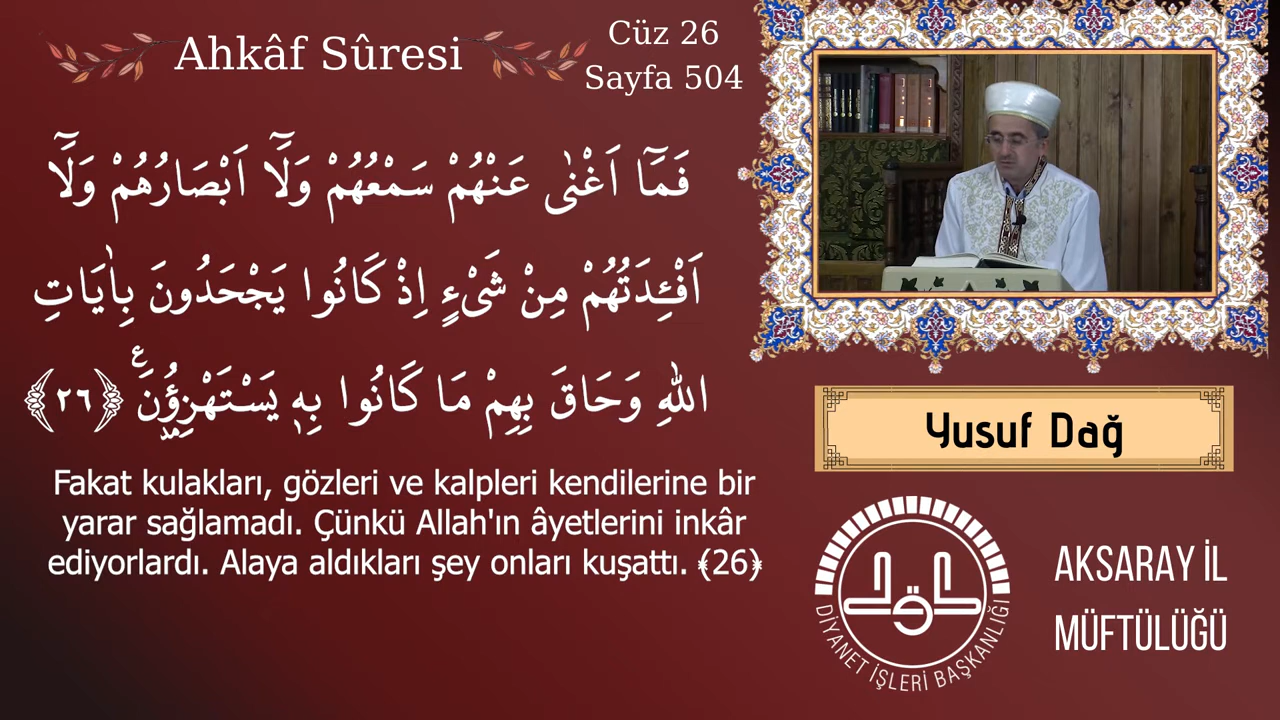 Ahkâf Sûresi
Cüz 26
Sayfa 504
فَمَٓا اَغْنٰى عَنْهُمْ سَمْعُهُمْ وَلَٓا اَبْصَارُهُمْ وَلَٓا
اَفْـِٔدَتُهُمْ مِنْ شَيْءٍ اِذْ كَانُوا يَجْحَدُونَ بِاٰيَاتِ
اللّٰهِ وَحَاقَ بِهِمْ مَا كَانُوا بِهٖ يَسْتَهْزِؤُ۫نَ ࣖ ﴿٢٦﴾
Fakat kulakları, gözleri ve kalpleri kendilerine bir
yarar sağlamadı. Çünkü Allah'ın âyetlerini inkâr
ediyorlardı. Alaya aldıkları şey onları kuşattı. ﴾26﴿
Yusuf Dağ
DİYANET İŞLERİ BAŞKANLIĞI
AKSARAY İL
MÜFTÜLÜĞÜ